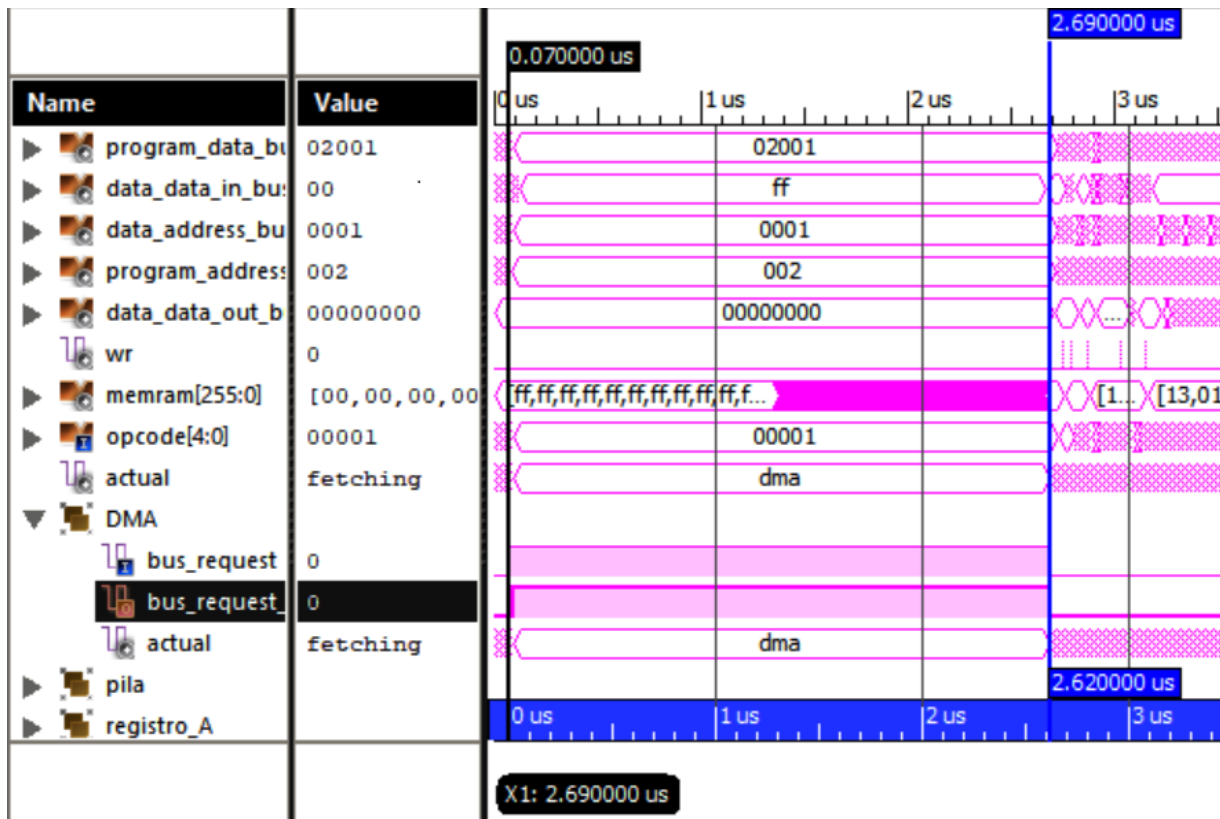 2.690000 us
0.070000 us
Name Value 0 us 1 us 2 us 3 us
program_data_bu 02001 02001
data_data_in_bus 00 ff
data_address_bu 0001 0001
program_address 002 002
data_data_out_b 00000000 00000000 ...
wr 0
memram[255:0] [00,00,00,00 [ff,ff,ff,ff,ff,ff,ff,ff,ff,ff,f... [1... [13,01
opcode[4:0] 00001 00001
actual fetching dma
DMA
bus_request 0
bus_request_ 0
actual fetching dma
pila 2.620000 us
registro_A 0 us 1 us 2 us 3 us
X1: 2.690000 us